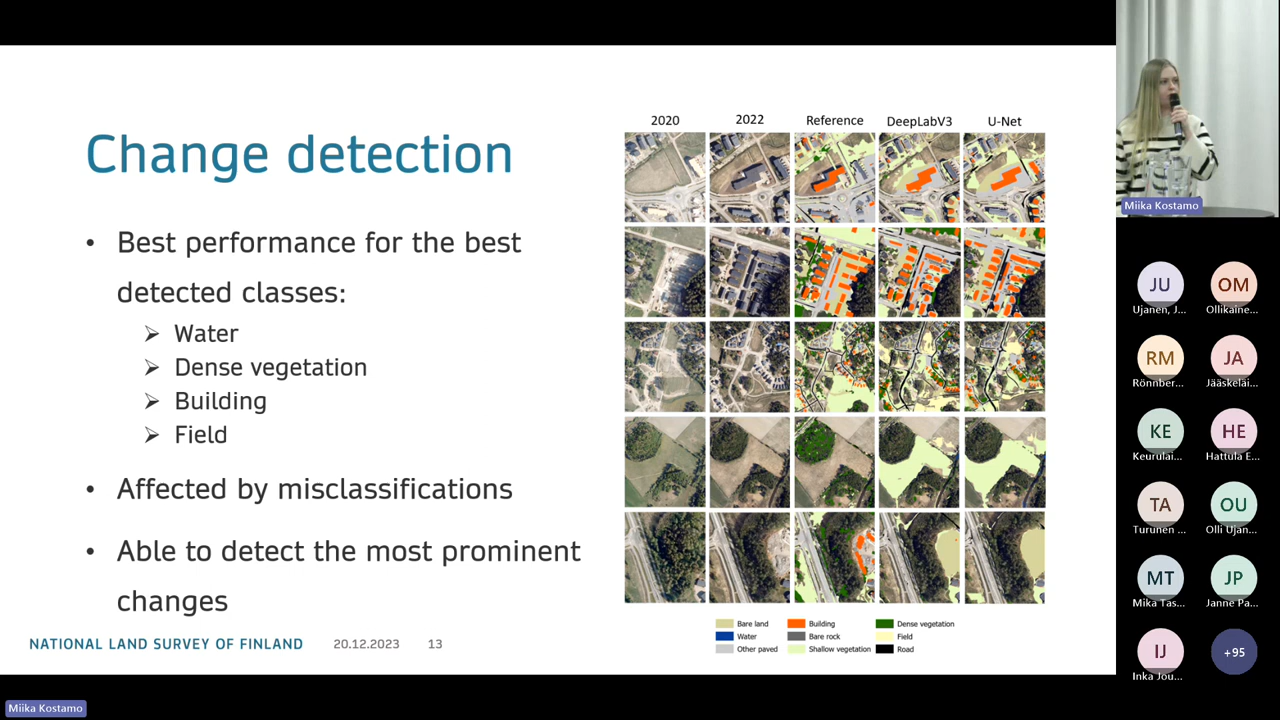 Change detection
• Best performance for the best
detected classes:
➢ Water
➢ Dense vegetation
➢ Building
➢ Field
• Affected by misclassifications
• Able to detect the most prominent
changes
NATIONAL LAND SURVEY OF FINLAND 20.12.2023 13
2020 2022 Reference DeepLabV3 U-Net
Bare land Building Dense vegetation
Water Bare rock Field
Other paved Shallow vegetation Road
Miika Kostamo
JU OM
Ujanen, J... Ollikaine...
RM JA
Rönnber... Jääskeläi...
KE HE
Keurulai... Hattula E...
TA OU
Turunen ... Olli Ujan...
MT JP
Mika Tas... Janne Pa...
IJ +95
Inka Jou...
Miika Kostamo